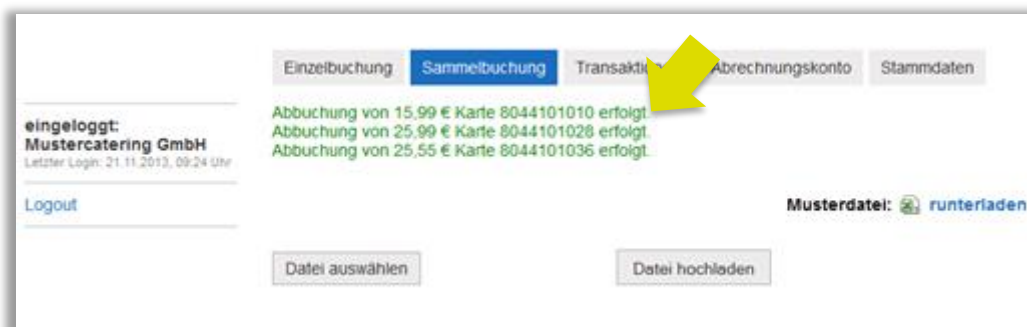 Einzelbuchung Sammelbuchung Transaktio Abrechnungskonto Stammdaten
Abbuchung von 15,99 € Karte 8044101010 erfolgt.
Abbuchung von 25,99 € Karte 8044101028 erfolgt.
Abbuchung von 25,55 € Karte 8044101036 erfolgt.
eingeloggt:
Mustercatering GmbH
Letzter Login: 21.11.2013, 09:24 Uhr
Logout
Musterdatei: runterladen
Datei auswählen Datei hochladen